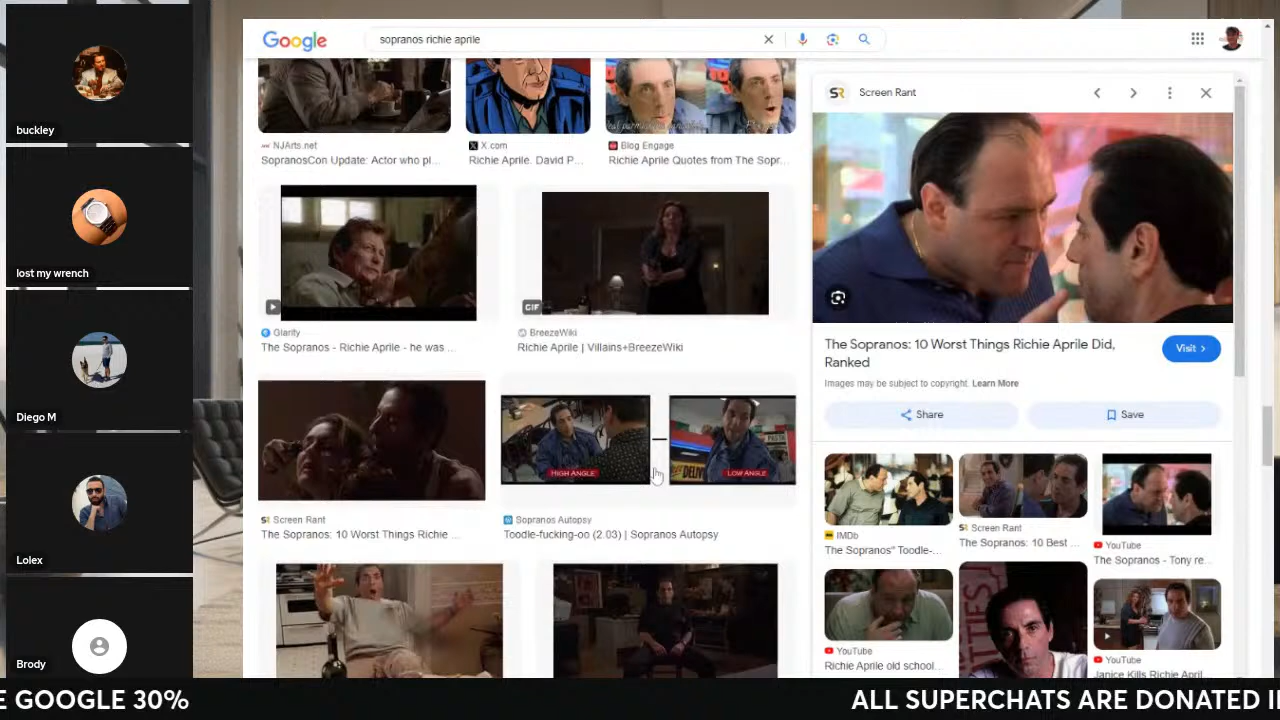 buckley
lost my wrench
Diego M
Lolex
Brody
Google
sopranos richie aprile
NJArts.net
SopranosCon Update: Actor who pl...
X.com
Richie Aprile. David P...
Blog Engage
Richie Aprile Quotes from The Sopr...
Glarity
The Sopranos - Richie Aprile - he was ...
GIF
BreezeWiki
Richie Aprile | Villains+BreezeWiki
SR Screen Rant
The Sopranos: 10 Worst Things Richie ...
HIGH ANGLE
LOW ANGLE
Sopranos Autopsy
Toodle-fucking-oo (2.03) | Sopranos Autopsy
SR Screen Rant
The Sopranos: 10 Worst Things Richie Aprile Did,
Ranked
Visit >
Images may be subject to copyright. Learn More
Share
Save
IMDb
The Sopranos" Toodle-...
SR Screen Rant
The Sopranos: 10 Best ...
YouTube
The Sopranos - Tony re...
YouTube
Richie Aprile old school...
YouTube
Janice Kills Richie April...
E GOOGLE 30%
ALL SUPERCHATS ARE DONATED I